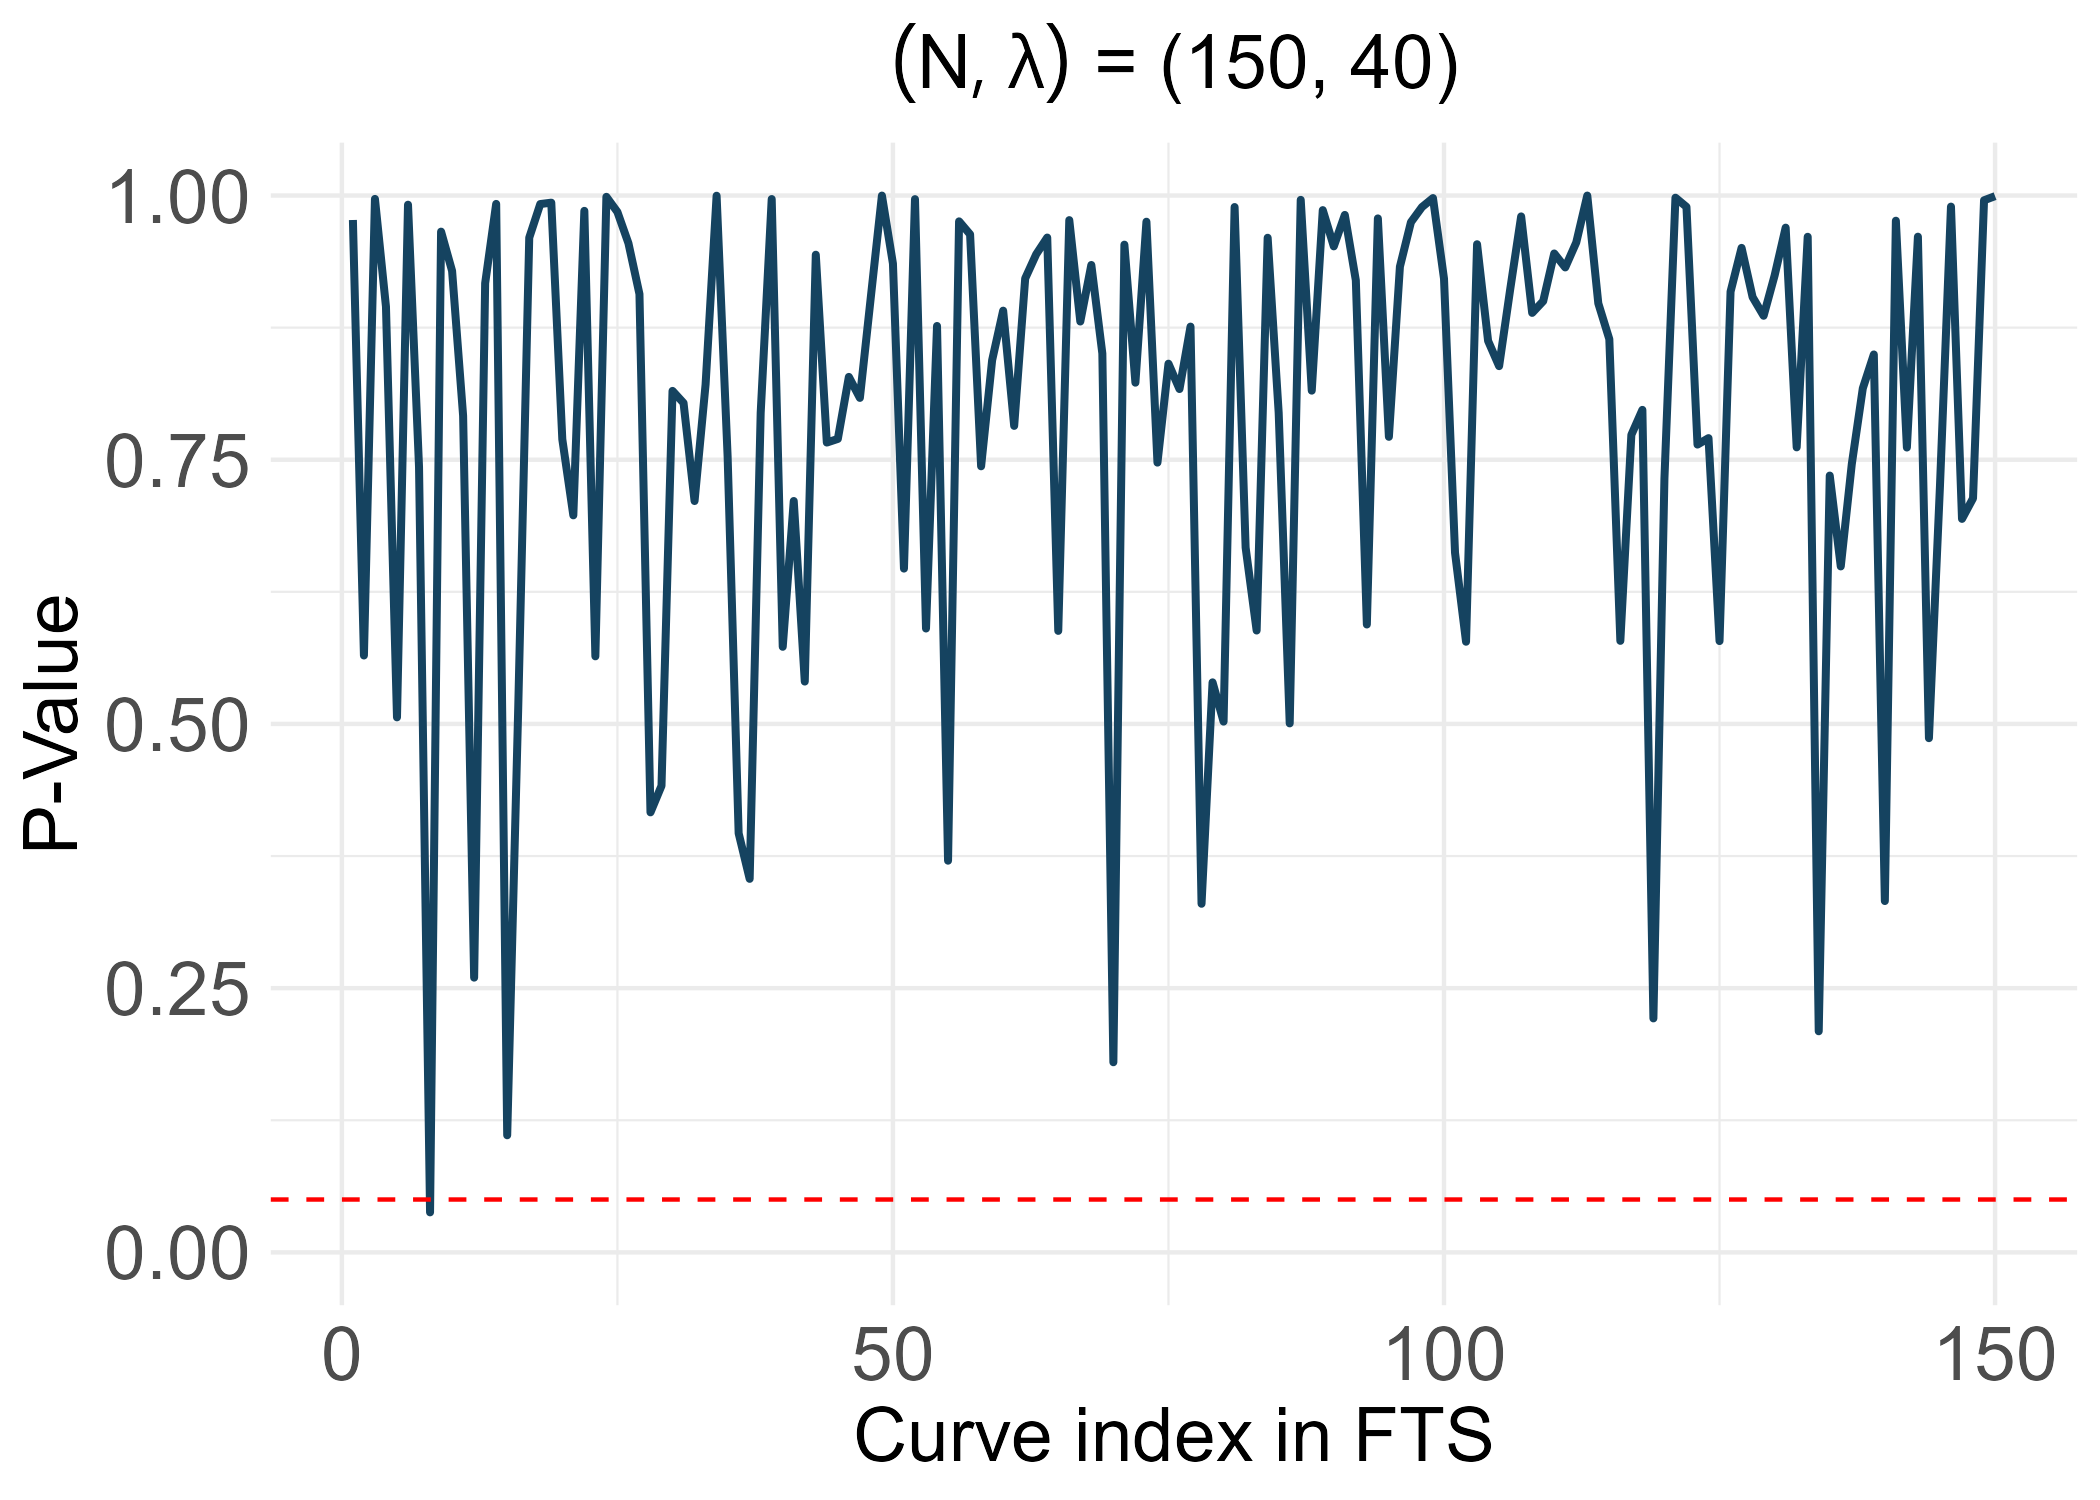 (N, λ) = (150, 40)
P-Value
1.00
0.75
0.50
0.25
0.00
0 50 100 150
Curve index in FTS